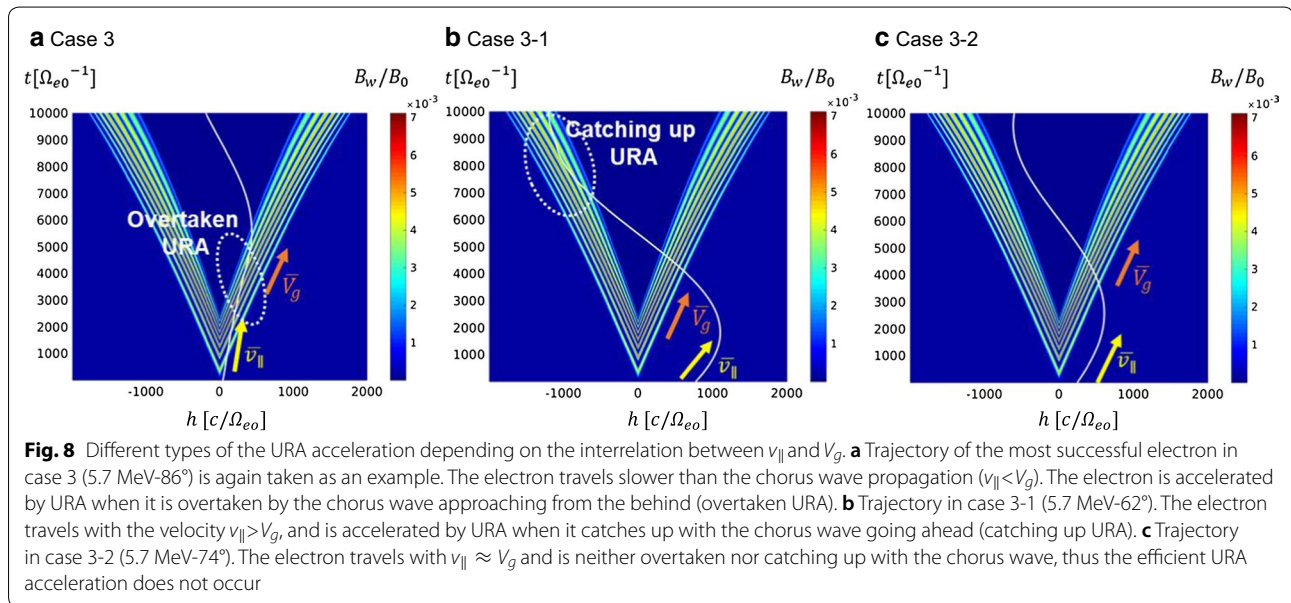 a Case 3
b Case 3-1
c Case 3-2
t[Ω_{e0}^{-1}]
B_w/B_0
t[Ω_{e0}^{-1}]
B_w/B_0
t[Ω_{e0}^{-1}]
B_w/B_0
×10^{-3}
7
6
5
4
3
2
1
10000
9000
8000
7000
6000
5000
4000
3000
2000
1000
Overtaken
URA
V̄_g
v̄_∥
-1000
0
1000
2000
h [c/Ω_{eo}]
×10^{-3}
7
6
5
4
3
2
1
10000
9000
8000
7000
6000
5000
4000
3000
2000
1000
Catching up
URA
V̄_g
v̄_∥
-1000
0
1000
2000
h [c/Ω_{eo}]
×10^{-3}
7
6
5
4
3
2
1
10000
9000
8000
7000
6000
5000
4000
3000
2000
1000
V̄_g
v̄_∥
-1000
0
1000
2000
h [c/Ω_{eo}]
Fig. 8 Different types of the URA acceleration depending on the interrelation between v_∥ and V_g. a Trajectory of the most successful electron in
case 3 (5.7 MeV-86°) is again taken as an example. The electron travels slower than the chorus wave propagation (v_∥<V_g). The electron is accelerated
by URA when it is overtaken by the chorus wave approaching from the behind (overtaken URA). b Trajectory in case 3-1 (5.7 MeV-62°). The electron
travels with the velocity v_∥>V_g, and is accelerated by URA when it catches up with the chorus wave going ahead (catching up URA). c Trajectory
in case 3-2 (5.7 MeV-74°). The electron travels with v_∥ ≈ V_g and is neither overtaken nor catching up with the chorus wave, thus the efficient URA
acceleration does not occur